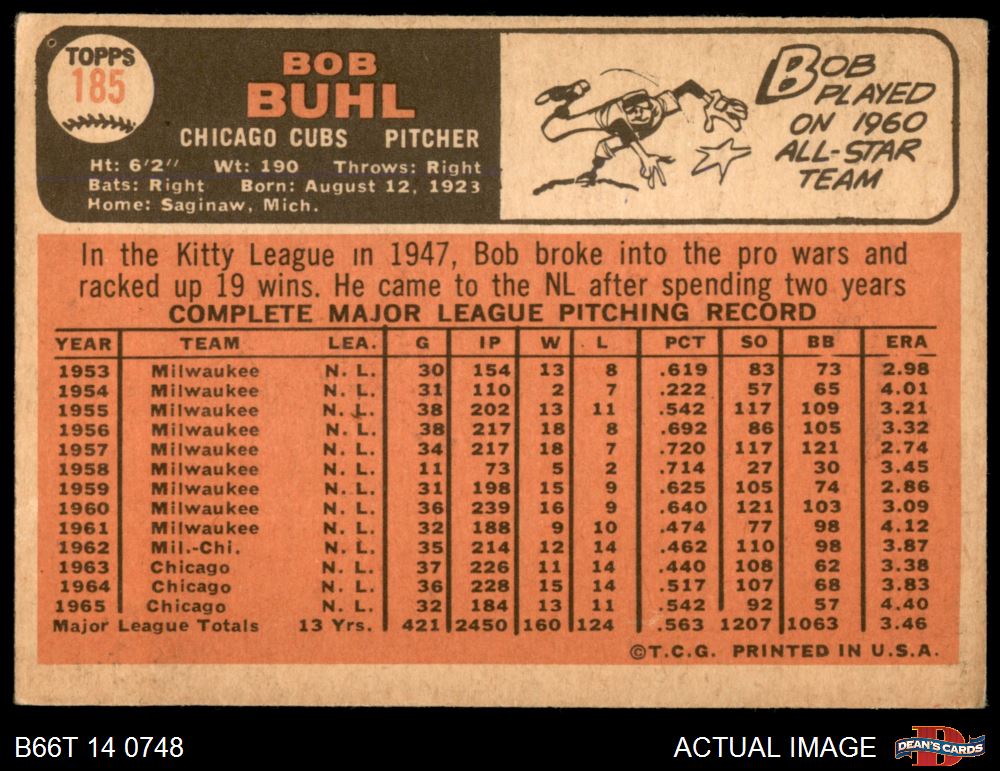 TOPPS
185
BOB
BUHL
CHICAGO CUBS PITCHER
Ht: 6'2'' Wt: 190 Throws: Right
Bats: Right Born: August 12, 1923
Home: Saginaw, Mich.
BOB
PLAYED
ON 1960
ALL-STAR
TEAM
In the Kitty League in 1947, Bob broke into the pro wars and
racked up 19 wins. He came to the NL after spending two years
COMPLETE MAJOR LEAGUE PITCHING RECORD
YEAR TEAM LEA. G IP W L PCT SO BB ERA
1953 Milwaukee N. L. 30 154 13 8 .619 83 73 2.98
1954 Milwaukee N. L. 31 110 2 7 .222 57 65 4.01
1955 Milwaukee N. L. 38 202 13 11 .542 117 109 3.21
1956 Milwaukee N. L. 38 217 18 8 .692 86 105 3.32
1957 Milwaukee N. L. 34 217 18 7 .720 117 121 2.74
1958 Milwaukee N. L. 11 73 5 2 .714 27 30 3.45
1959 Milwaukee N. L. 31 198 15 9 .625 105 74 2.86
1960 Milwaukee N. L. 36 239 16 9 .640 121 103 3.09
1961 Milwaukee N. L. 32 188 9 10 .474 77 98 4.12
1962 Mil.-Chi. N. L. 35 214 12 14 .462 110 98 3.87
1963 Chicago N. L. 37 226 11 14 .440 108 62 3.38
1964 Chicago N. L. 36 228 15 14 .517 107 68 3.83
1965 Chicago N. L. 32 184 13 11 .542 92 57 4.40
Major League Totals 13 Yrs. 421 2450 160 124 .563 1207 1063 3.46
©T.C.G. PRINTED IN U.S.A.
B66T 14 0748
ACTUAL IMAGE
DEAN'S CARDS